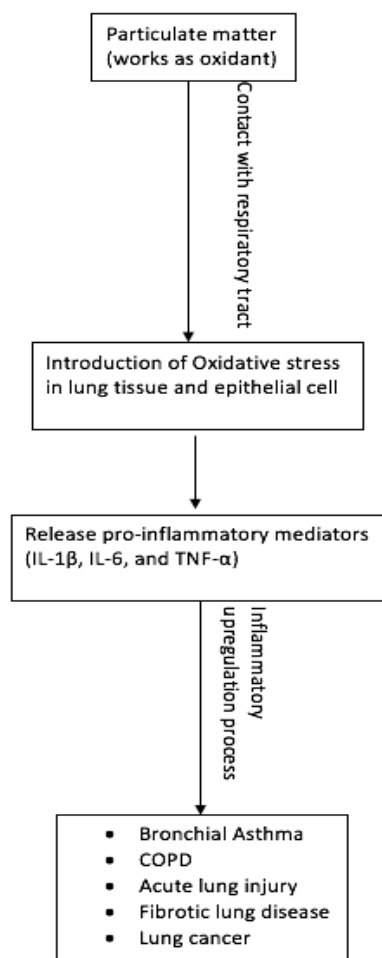 Particulate matter
(works as oxidant)
Contact with respiratory tract
Introduction of Oxidative stress
in lung tissue and epithelial cell
Release pro-inflammatory mediators
(IL-1β, IL-6, and TNF-α)
Inflammatory
upregulation process
• Bronchial Asthma
• COPD
• Acute lung injury
• Fibrotic lung disease
• Lung cancer